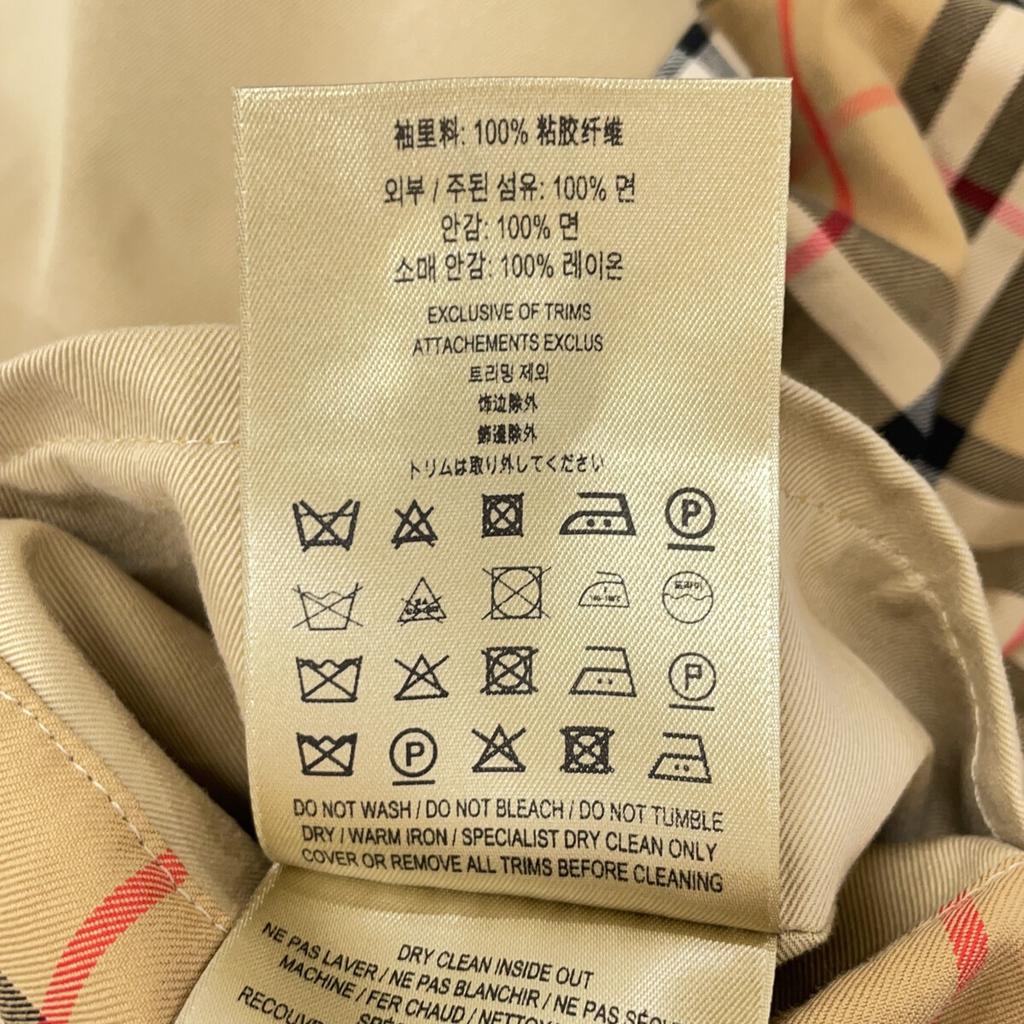 袖里料: 100% 粘胶纤维
외부 / 주된 섬유: 100% 면
안감: 100% 면
소매 안감: 100% 레이온
EXCLUSIVE OF TRIMS
ATTACHEMENTS EXCLUS
트리밍 제외
饰边除外
飾邊除外
トリムは取り外してください
P
P
P
DO NOT WASH / DO NOT BLEACH / DO NOT TUMBLE
DRY / WARM IRON / SPECIALIST DRY CLEAN ONLY
COVER OR REMOVE ALL TRIMS BEFORE CLEANING
DRY CLEAN INSIDE OUT
NE PAS LAVER / NE PAS BLANCHIR / NE PAS
MACHINE / FER CHAUD /